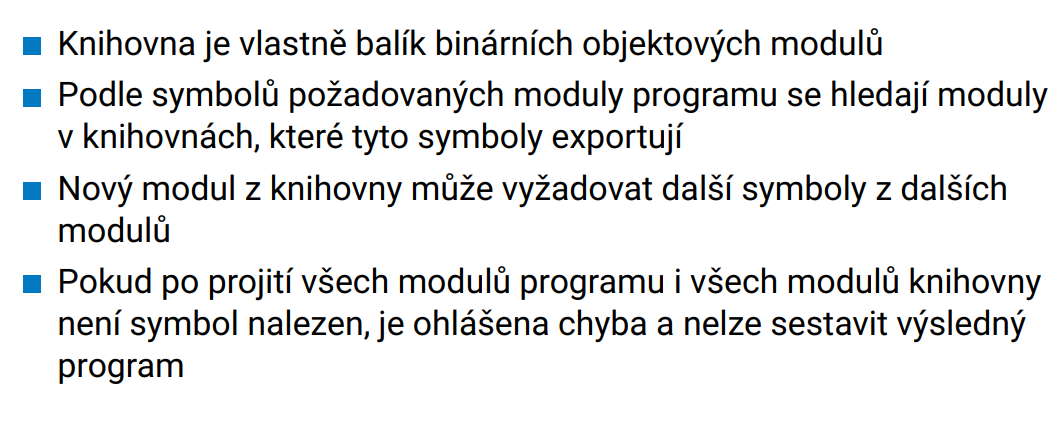 Knihovna je vlastně balík binárních objektových modulů
Podle symbolů požadovaných moduly programu se hledají moduly
v knihovnách, které tyto symboly exportují
Nový modul z knihovny může vyžadovat další symboly z dalších
modulů
Pokud po projití všech modulů programu i všech modulů knihovny
není symbol nalezen, je ohlášena chyba a nelze sestavit výsledný
program